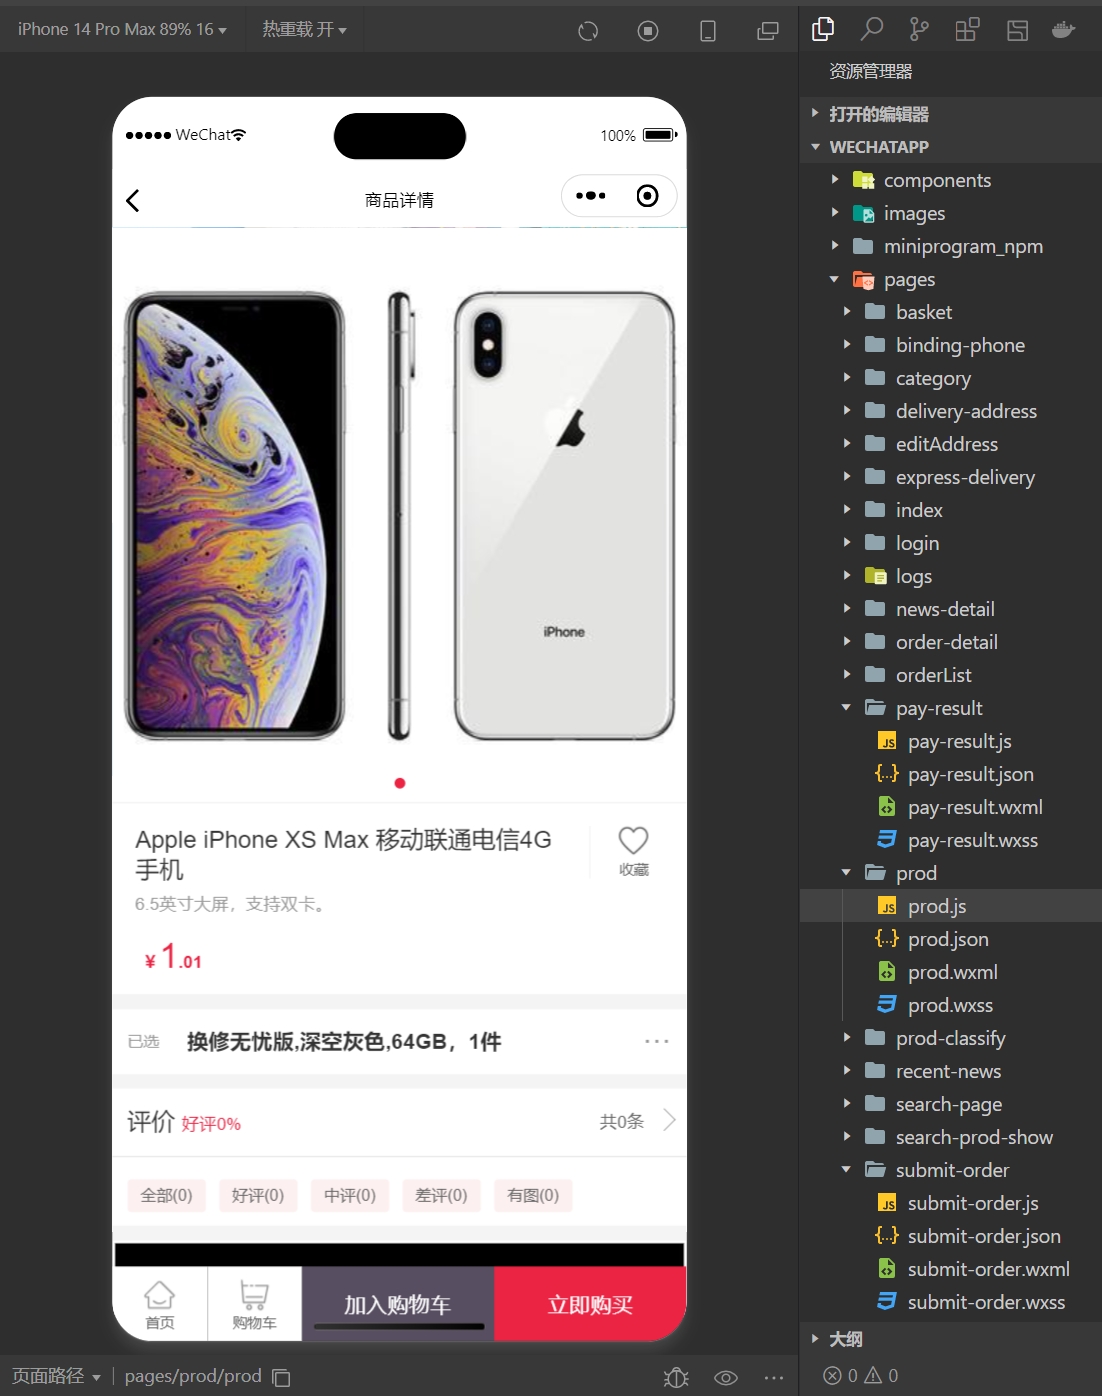 iPhone 14 Pro Max 89% 16
热重载 开
WeChat
100%
商品详情
iPhone
Apple iPhone XS Max 移动联通电信4G
手机
收藏
6.5英寸大屏，支持双卡。
¥ 1.01
已选 换修无忧版,深空灰色,64GB，1件
评价 好评0% 共0条
全部(0) 好评(0) 中评(0) 差评(0) 有图(0)
首页
购物车
加入购物车
立即购买
页面路径 pages/prod/prod
资源管理器
打开的编辑器
WECHATAPP
components
images
miniprogram_npm
pages
basket
binding-phone
category
delivery-address
editAddress
express-delivery
index
login
logs
news-detail
order-detail
orderList
pay-result
JS pay-result.js
pay-result.json
pay-result.wxml
pay-result.wxss
prod
JS prod.js
prod.json
prod.wxml
prod.wxss
prod-classify
recent-news
search-page
search-prod-show
submit-order
JS submit-order.js
submit-order.json
submit-order.wxml
submit-order.wxss
大纲
0 0